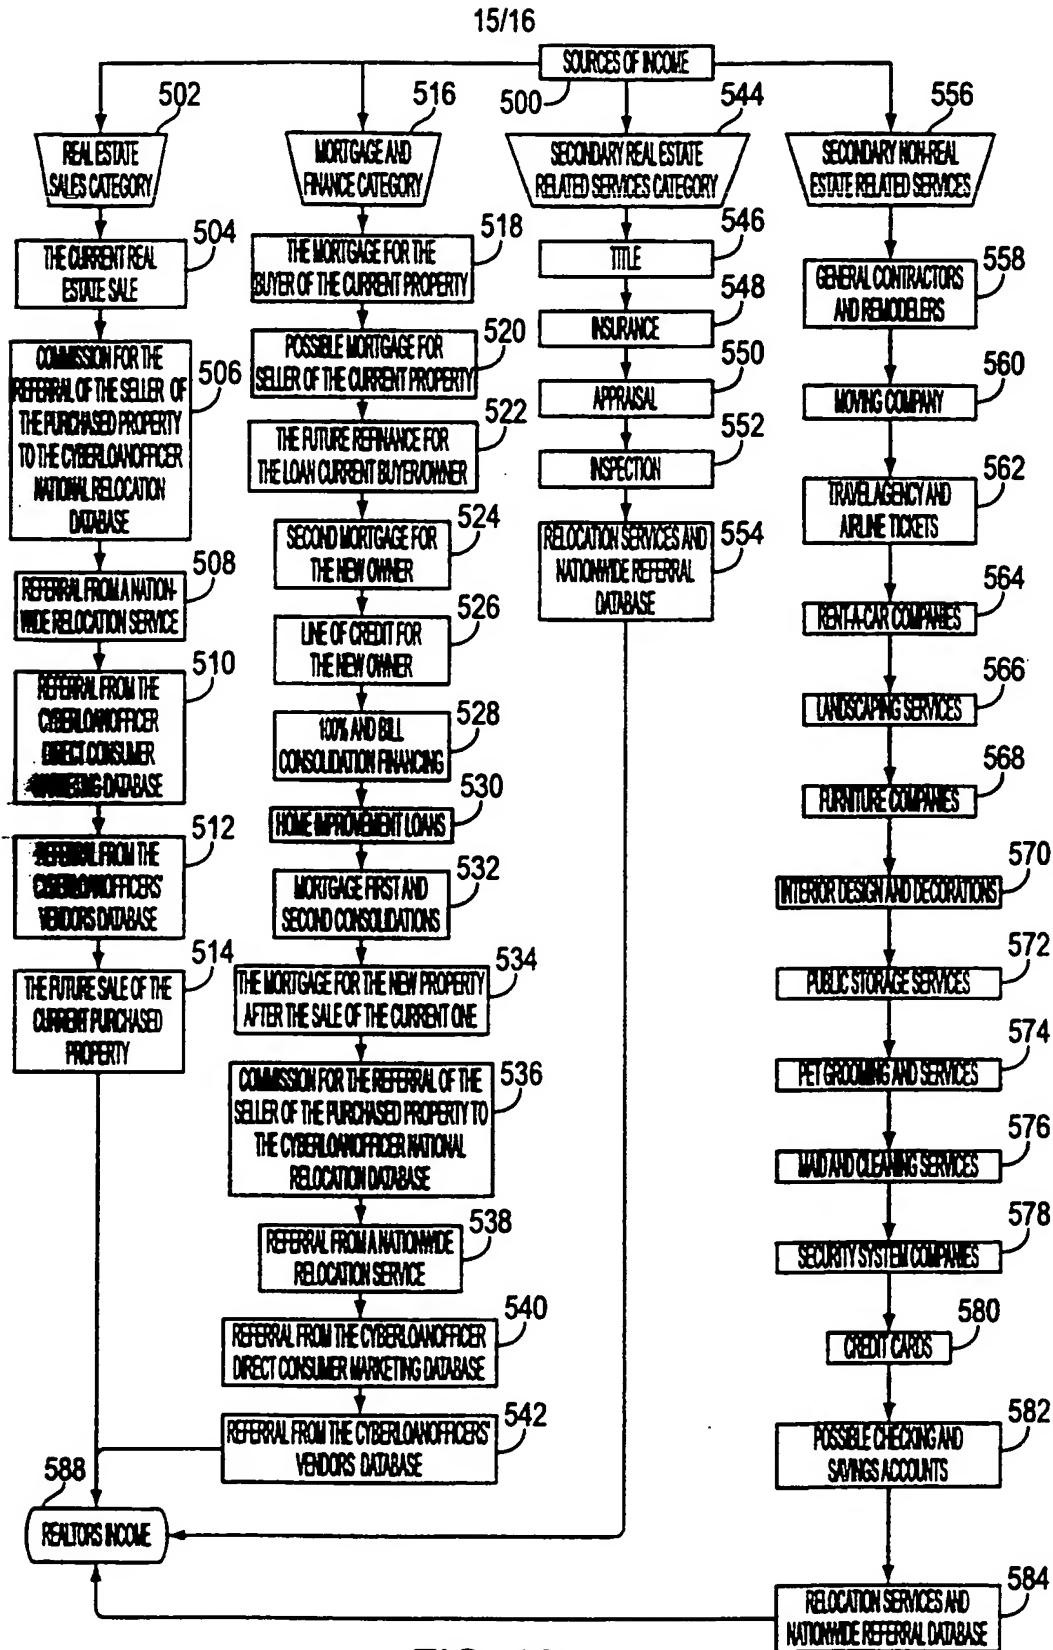 15/16
SOURCES OF INCOME
500
502
REAL ESTATE
SALES CATEGORY
504
THE CURRENT REAL
ESTATE SALE
COMMISSION FOR THE
REFERRAL OF THE SELLER OF
THE PURCHASED PROPERTY
TO THE CYBERLOANOFFICER
NATIONAL RELOCATION
DATABASE
506
508
REFERRAL FROM A NATION-
WIDE RELOCATION SERVICE
510
REFERRAL FROM THE
CYBERLOANOFFICER
DIRECT CONSUMER
MARKETING DATABASE
512
REFERRAL FROM THE
CYBERLOANOFFICERS'
VENDORS DATABASE
514
THE FUTURE SALE OF THE
CURRENT PURCHASED
PROPERTY
516
MORTGAGE AND
FINANCE CATEGORY
518
THE MORTGAGE FOR THE
BUYER OF THE CURRENT PROPERTY
520
POSSIBLE MORTGAGE FOR
SELLER OF THE CURRENT PROPERTY
522
THE FUTURE REFINANCE FOR
THE LOAN CURRENT BUYER/OWNER
524
SECOND MORTGAGE FOR
THE NEW OWNER
526
LINE OF CREDIT FOR
THE NEW OWNER
528
100% AND BILL
CONSOLIDATION FINANCING
530
HOME IMPROVEMENT LOANS
532
MORTGAGE FIRST AND
SECOND CONSOLIDATIONS
534
THE MORTGAGE FOR THE NEW PROPERTY
AFTER THE SALE OF THE CURRENT ONE
536
COMMISSION FOR THE REFERRAL OF THE
SELLER OF THE PURCHASED PROPERTY TO
THE CYBERLOANOFFICER NATIONAL
RELOCATION DATABASE
538
REFERRAL FROM A NATIONWIDE
RELOCATION SERVICE
540
REFERRAL FROM THE CYBERLOANOFFICER
DIRECT CONSUMER MARKETING DATABASE
542
REFERRAL FROM THE CYBERLOANOFFICERS'
VENDORS DATABASE
544
SECONDARY REAL ESTATE
RELATED SERVICES CATEGORY
546
TITLE
548
INSURANCE
550
APPRAISAL
552
INSPECTION
554
RELOCATION SERVICES AND
NATIONWIDE REFERRAL
DATABASE
556
SECONDARY NON-REAL
ESTATE RELATED SERVICES
558
GENERAL CONTRACTORS
AND REMODELERS
560
MOVING COMPANY
562
TRAVEL AGENCY AND
AIRLINE TICKETS
564
RENT-A-CAR COMPANIES
566
LANDSCAPING SERVICES
568
FURNITURE COMPANIES
570
INTERIOR DESIGN AND DECORATIONS
572
PUBLIC STORAGE SERVICES
574
PET GROOMING AND SERVICES
576
MAID AND CLEANING SERVICES
578
SECURITY SYSTEM COMPANIES
580
CREDIT CARDS
582
POSSIBLE CHECKING AND
SAVINGS ACCOUNTS
584
RELOCATION SERVICES AND
NATIONWIDE REFERRAL DATABASE
588
REALTORS INCOME